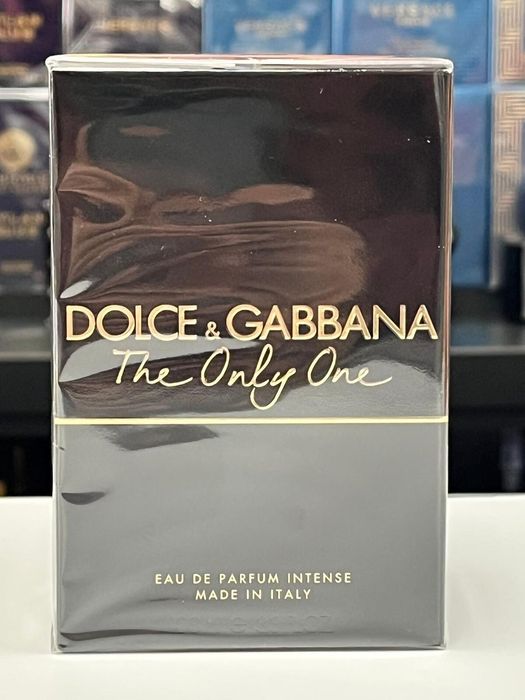 DOLCE & GABBANA
The Only One
EAU DE PARFUM INTENSE
MADE IN ITALY